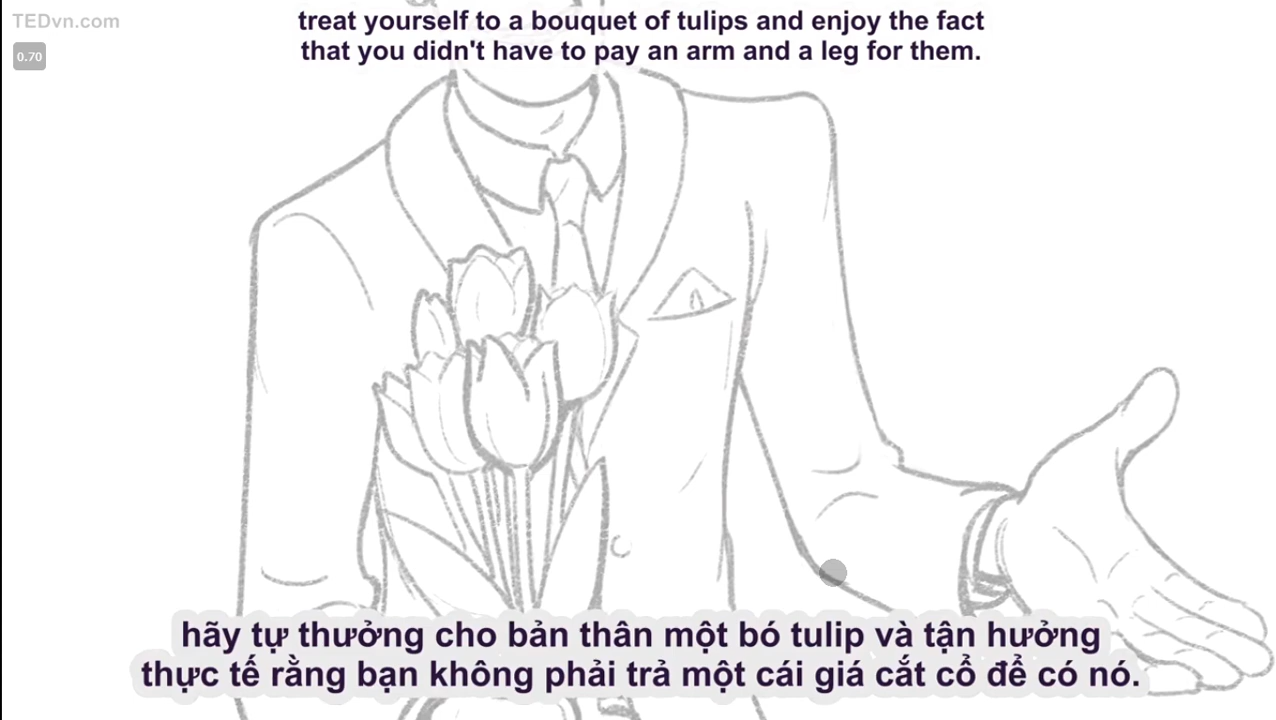 TEDvn.com
0.70
treat yourself to a bouquet of tulips and enjoy the fact
that you didn't have to pay an arm and a leg for them.
hãy tự thưởng cho bản thân một bó tulip và tận hưởng
thực tế rằng bạn không phải trả một cái giá cắt cổ để có nó.